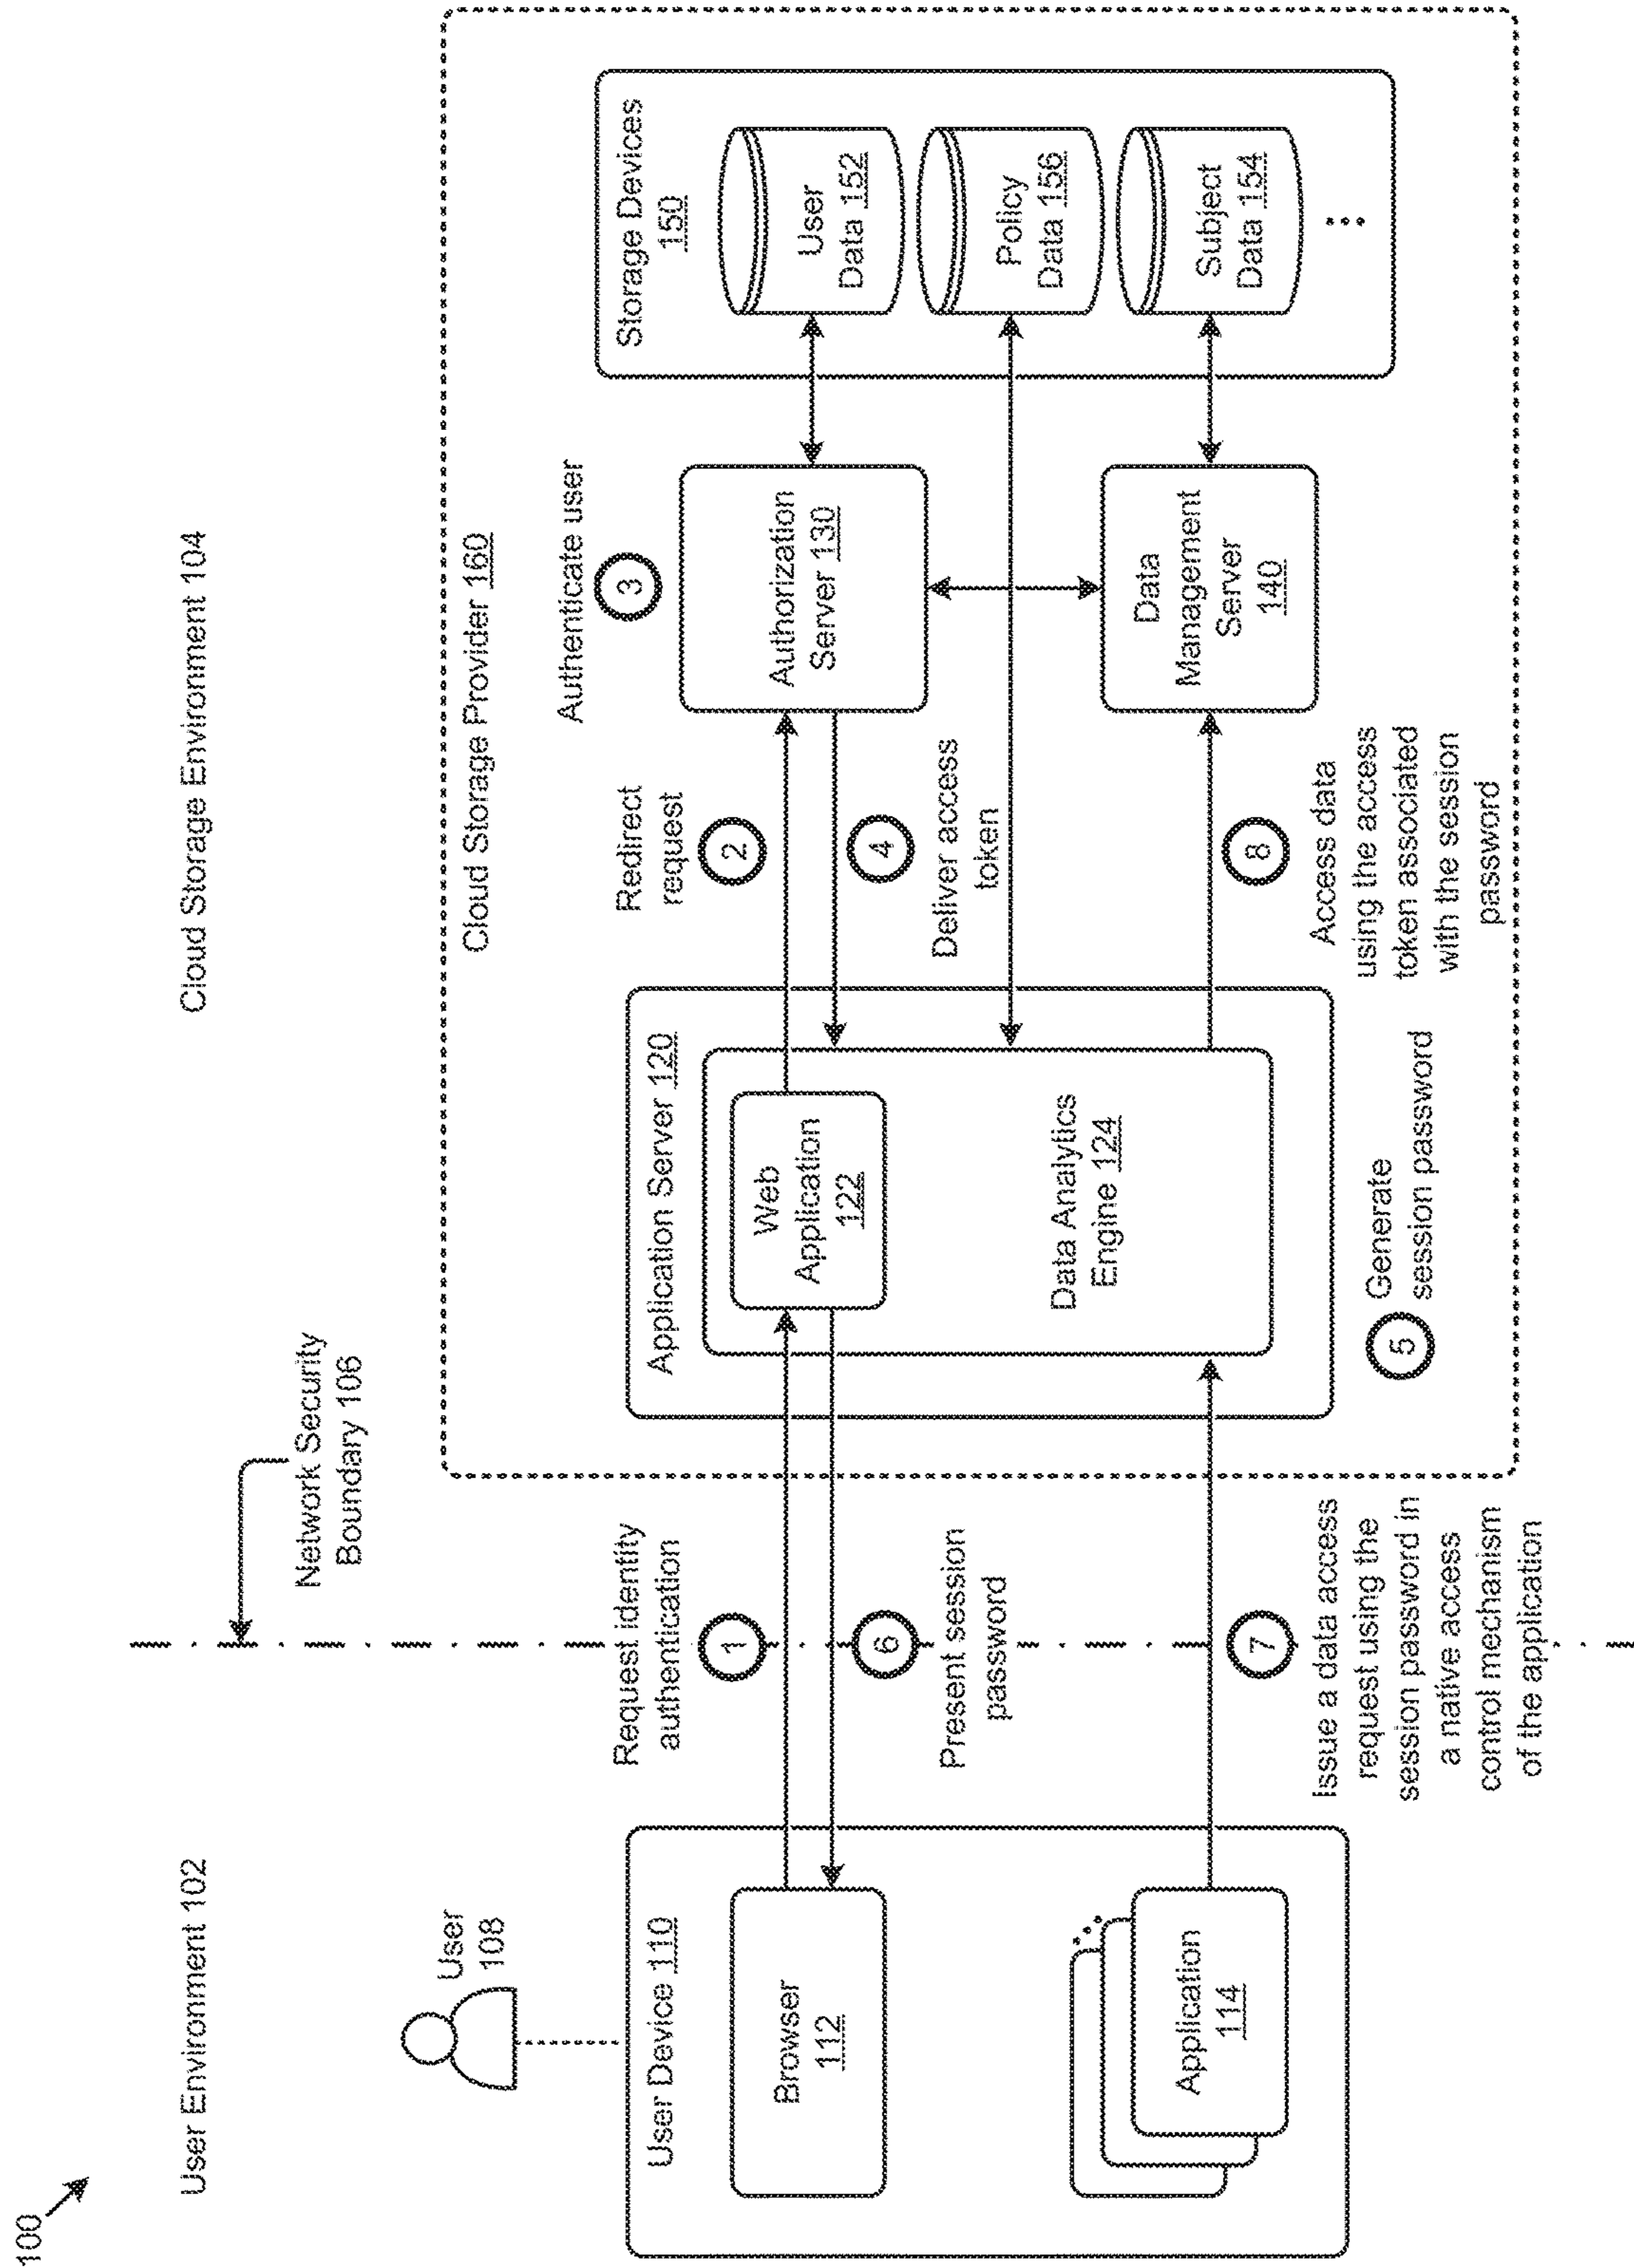 100
User Environment 102
Cloud Storage Environment 104
Network Security
Boundary 106
User
108
User Device 110
Browser
112
Application
114
Request identity
authentication
1
6
Present session
password
7
Issue a data access
request using the
session password in
a native access
control mechanism
of the application
Cloud Storage Provider 160
Application Server 120
Web
Application
122
Data Analytics
Engine 124
5
Generate
session password
Redirect
request
2
4
Deliver access
token
8
Access data
using the access
token associated
with the session
password
Authenticate user
3
Authorization
Server 130
Data
Management
Server
140
Storage Devices
150
User
Data 152
Policy
Data 156
Subject
Data 154